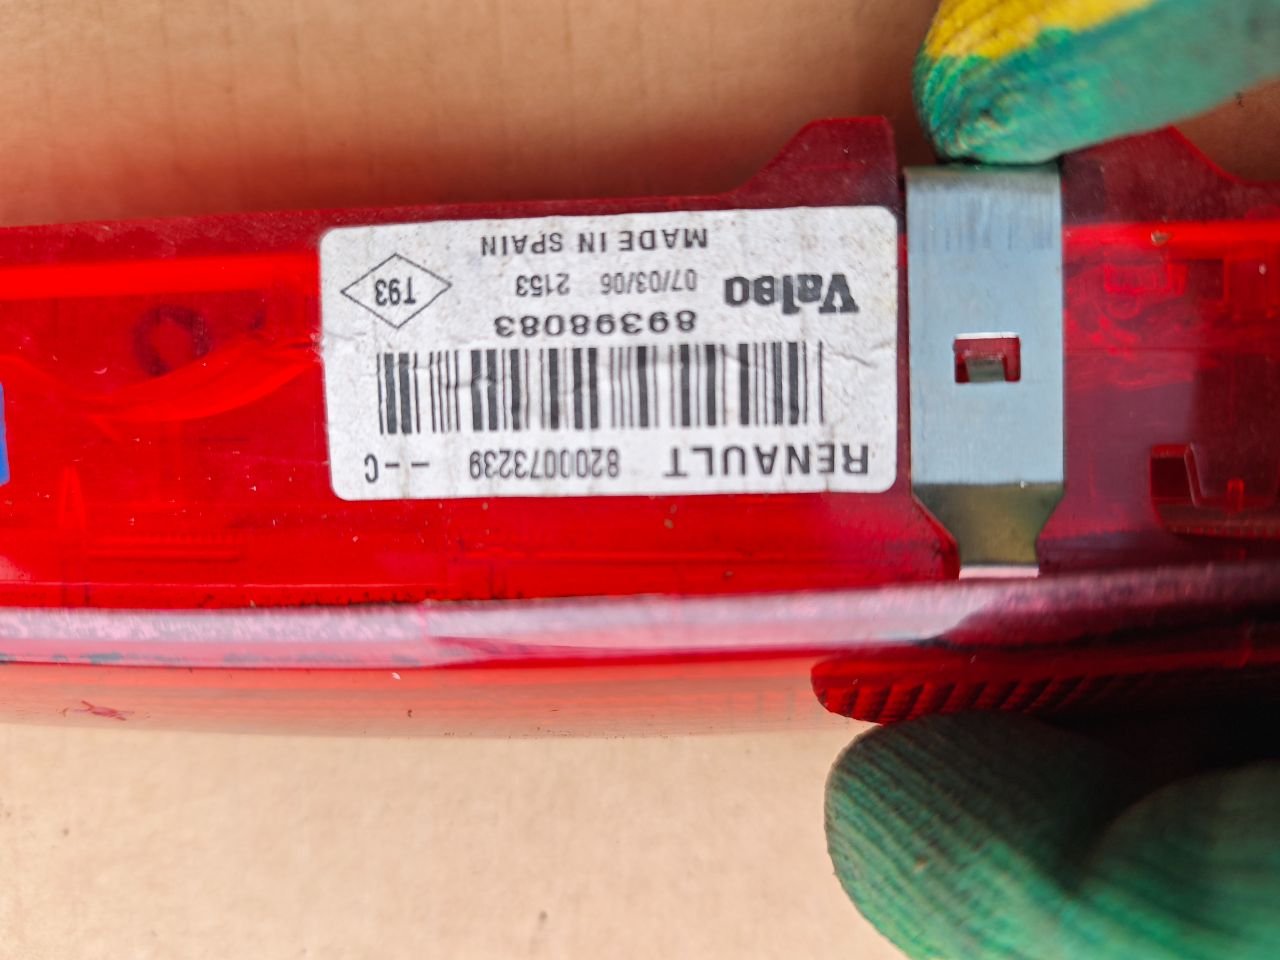 RENAULT 8200073239 --C
89398083
Valeo 07/03/06 2153
MADE IN SPAIN
T93